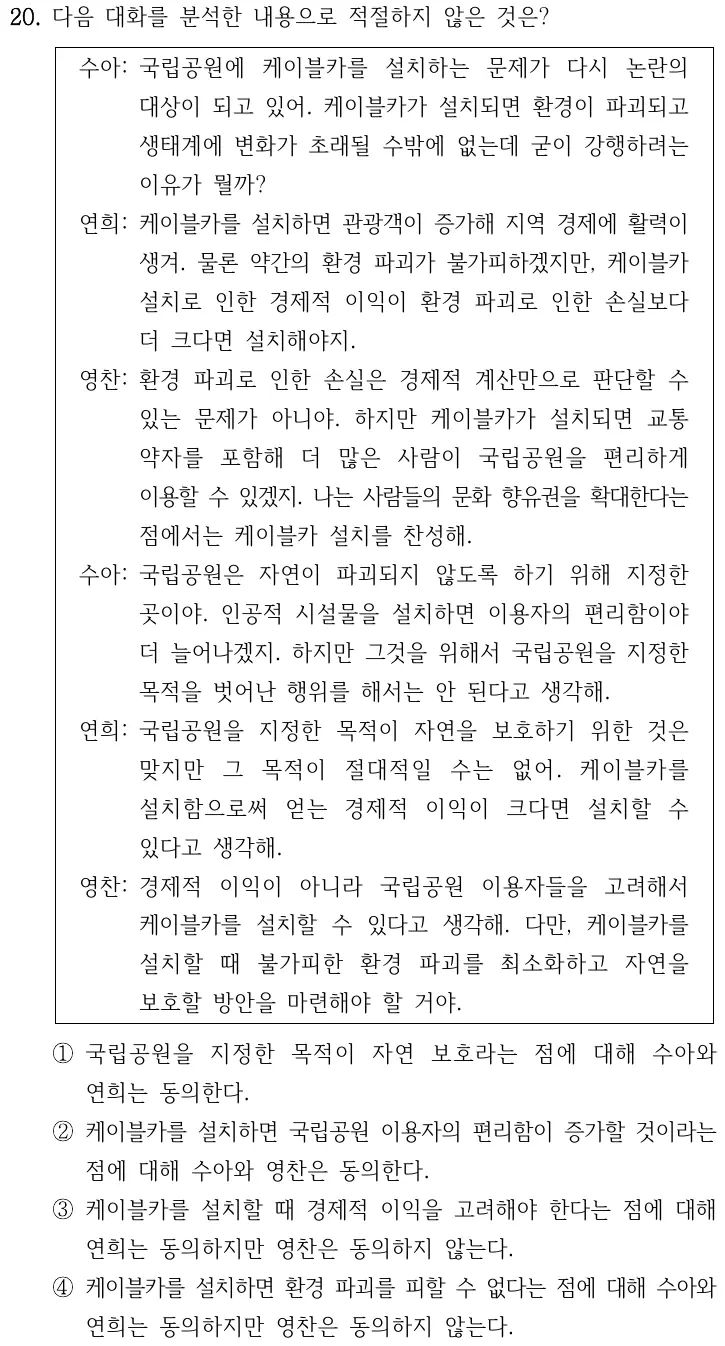 20. 다음 대화를 분석한 내용으로 적절하지 않은 것은?
수아: 국립공원에 케이블카를 설치하는 문제가 다시 논란의
대상이 되고 있어. 케이블카가 설치되면 환경이 파괴되고
생태계에 변화가 초래될 수밖에 없는데 굳이 강행하려는
이유가 뭘까?
연희: 케이블카를 설치하면 관광객이 증가해 지역 경제에 활력이
생겨. 물론 약간의 환경 파괴가 불가피하겠지만, 케이블카
설치로 인한 경제적 이익이 환경 파괴로 인한 손실보다
더 크다면 설치해야지.
영찬: 환경 파괴로 인한 손실은 경제적 계산만으로 판단할 수
있는 문제가 아니야. 하지만 케이블카가 설치되면 교통
약자를 포함해 더 많은 사람이 국립공원을 편리하게
이용할 수 있겠지. 나는 사람들의 문화 향유권을 확대한다는
점에서는 케이블카 설치를 찬성해.
수아: 국립공원은 자연이 파괴되지 않도록 하기 위해 지정한
곳이야. 인공적 시설물을 설치하면 이용자의 편리함이야
더 늘어나겠지. 하지만 그것을 위해서 국립공원을 지정한
목적을 벗어난 행위를 해서는 안 된다고 생각해.
연희: 국립공원을 지정한 목적이 자연을 보호하기 위한 것은
맞지만 그 목적이 절대적일 수는 없어. 케이블카를
설치함으로써 얻는 경제적 이익이 크다면 설치할 수
있다고 생각해.
영찬: 경제적 이익이 아니라 국립공원 이용자들을 고려해서
케이블카를 설치할 수 있다고 생각해. 다만, 케이블카를
설치할 때 불가피한 환경 파괴를 최소화하고 자연을
보호할 방안을 마련해야 할 거야.
① 국립공원을 지정한 목적이 자연 보호라는 점에 대해 수아와
연희는 동의한다.
② 케이블카를 설치하면 국립공원 이용자의 편리함이 증가할 것이라는
점에 대해 수아와 영찬은 동의한다.
③ 케이블카를 설치할 때 경제적 이익을 고려해야 한다는 점에 대해
연희는 동의하지만 영찬은 동의하지 않는다.
④ 케이블카를 설치하면 환경 파괴를 피할 수 없다는 점에 대해 수아와
연희는 동의하지만 영찬은 동의하지 않는다.